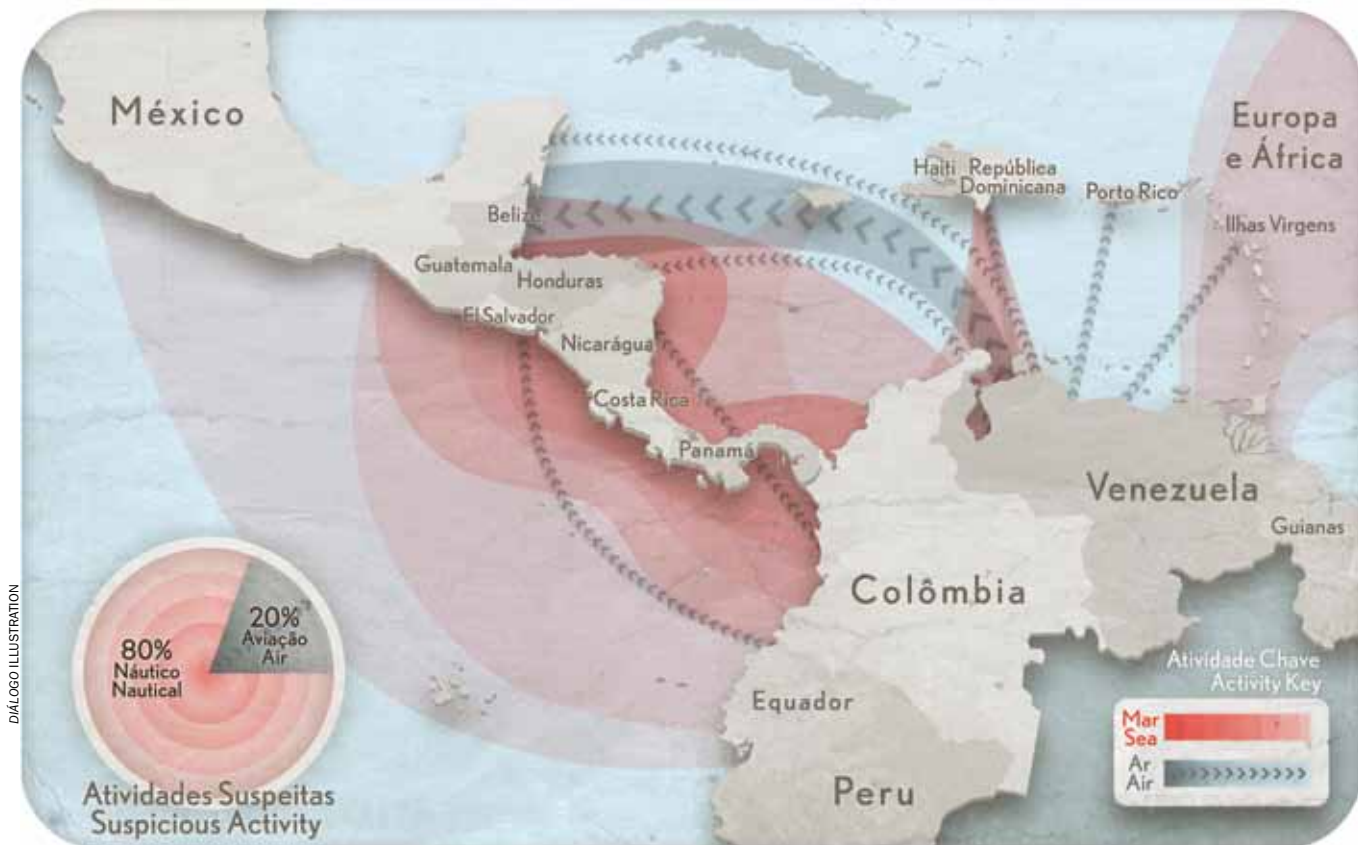 México
Europa
e África
Haiti República
Dominicana
Porto Rico
Ilhas Virgens
Belize
Guatemala
Honduras
El Salvador
Nicarágua
Costa Rica
Panamá
Venezuela
Guianas
Colômbia
Equador
Peru
80%
Náutico
Nautical
20%
Aviação
Air
Atividades Suspeitas
Suspicious Activity
Atividade Chave
Activity Key
Mar
Sea
Ar
Air
DIÁLOGO ILLUSTRATION